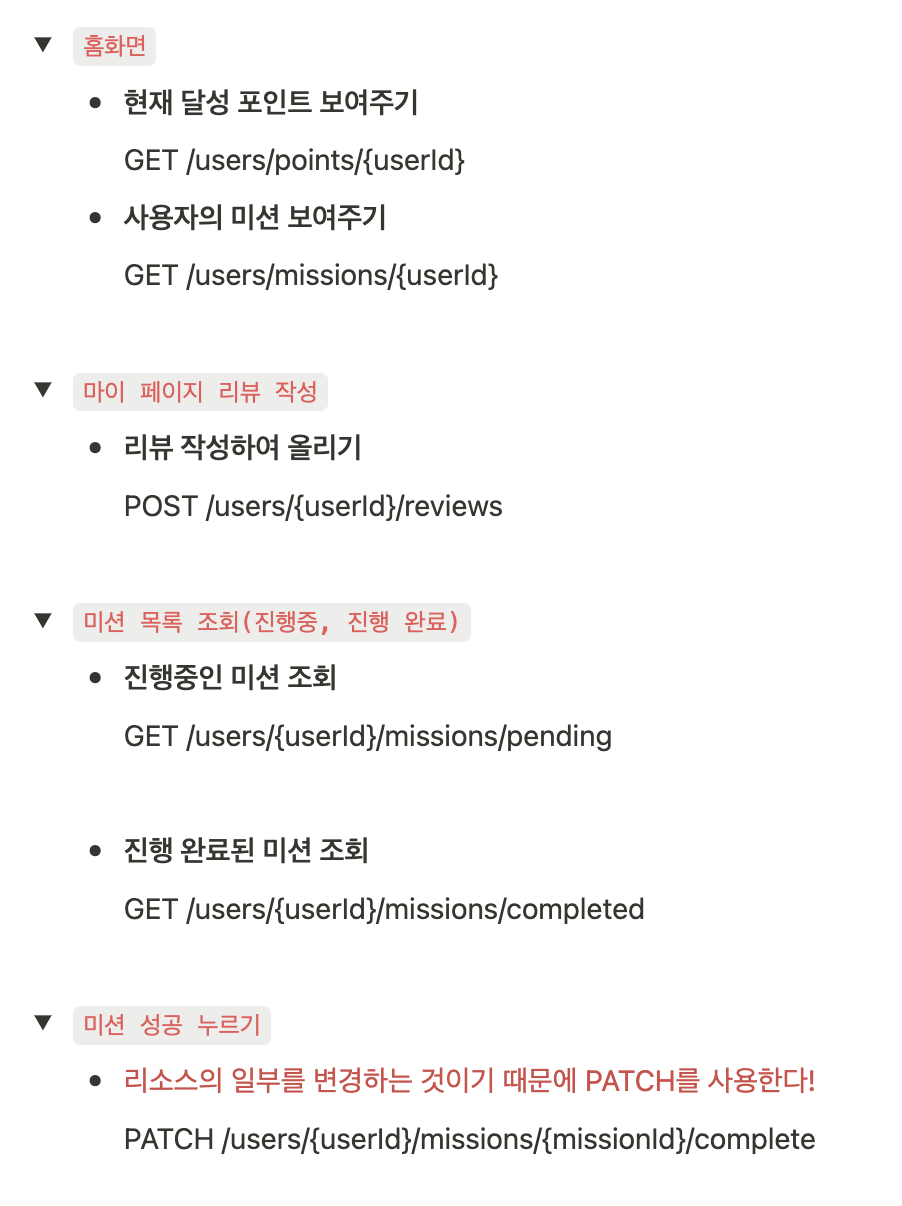 홈화면
현재 달성 포인트 보여주기
GET /users/points/{userId}
사용자의 미션 보여주기
GET /users/missions/{userId}
마이 페이지 리뷰 작성
리뷰 작성하여 올리기
POST /users/{userId}/reviews
미션 목록 조회(진행중, 진행 완료)
진행중인 미션 조회
GET /users/{userId}/missions/pending
진행 완료된 미션 조회
GET /users/{userId}/missions/completed
미션 성공 누르기
리소스의 일부를 변경하는 것이기 때문에 PATCH를 사용한다!
PATCH /users/{userId}/missions/{missionId}/complete